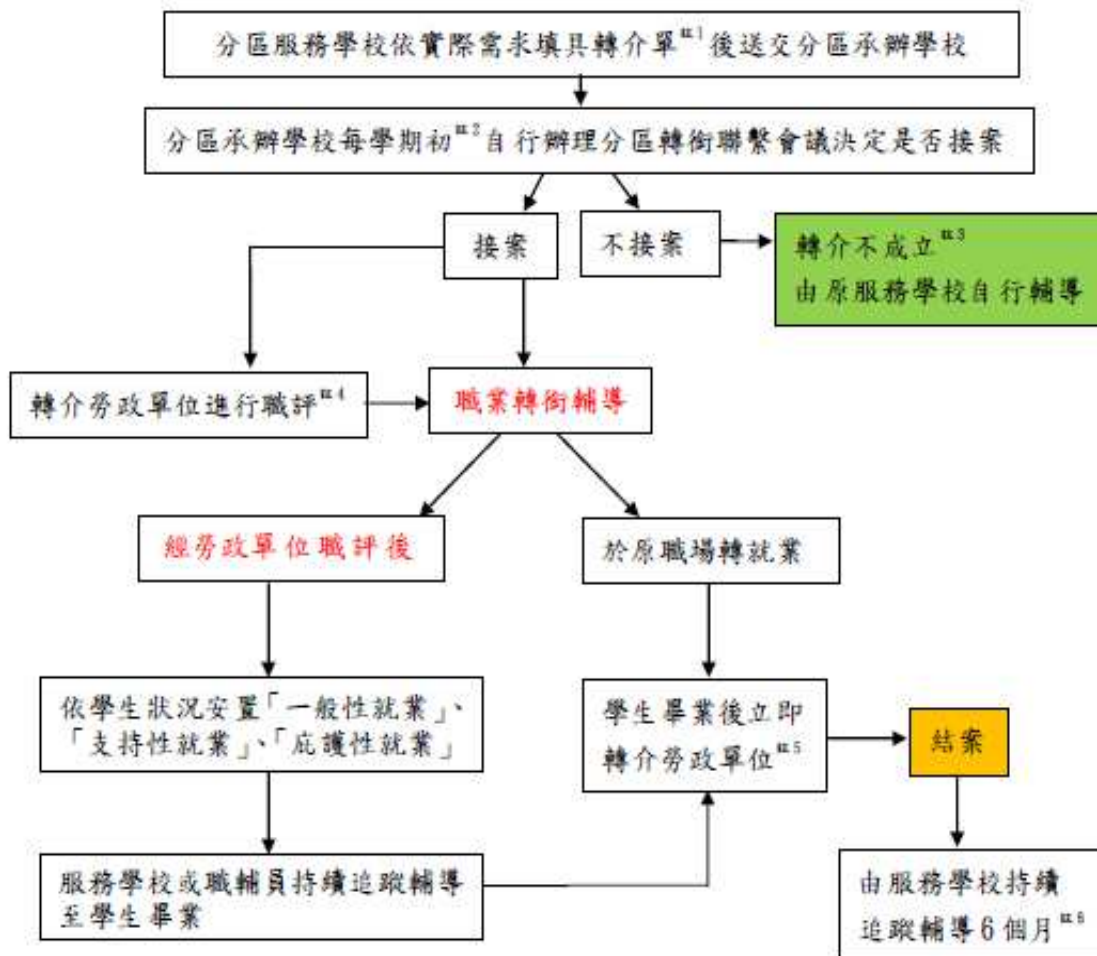 分區服務學校依實際需求填具轉介單註1後送交分區承辦學校
分區承辦學校每學期初註2自行辦理分區轉銜聯繫會議決定是否接案
接案
不接案
轉介不成立註3
由原服務學校自行輔導
轉介勞政單位進行職評註4
職業轉銜輔導
經勞政單位職評後
於原職場轉就業
依學生狀況安置「一般性就業」、
「支持性就業」、「庇護性就業」
學生畢業後立即
轉介勞政單位註5
結案
服務學校或職輔員持續追蹤輔導
至學生畢業
由服務學校持續
追蹤輔導6個月註6